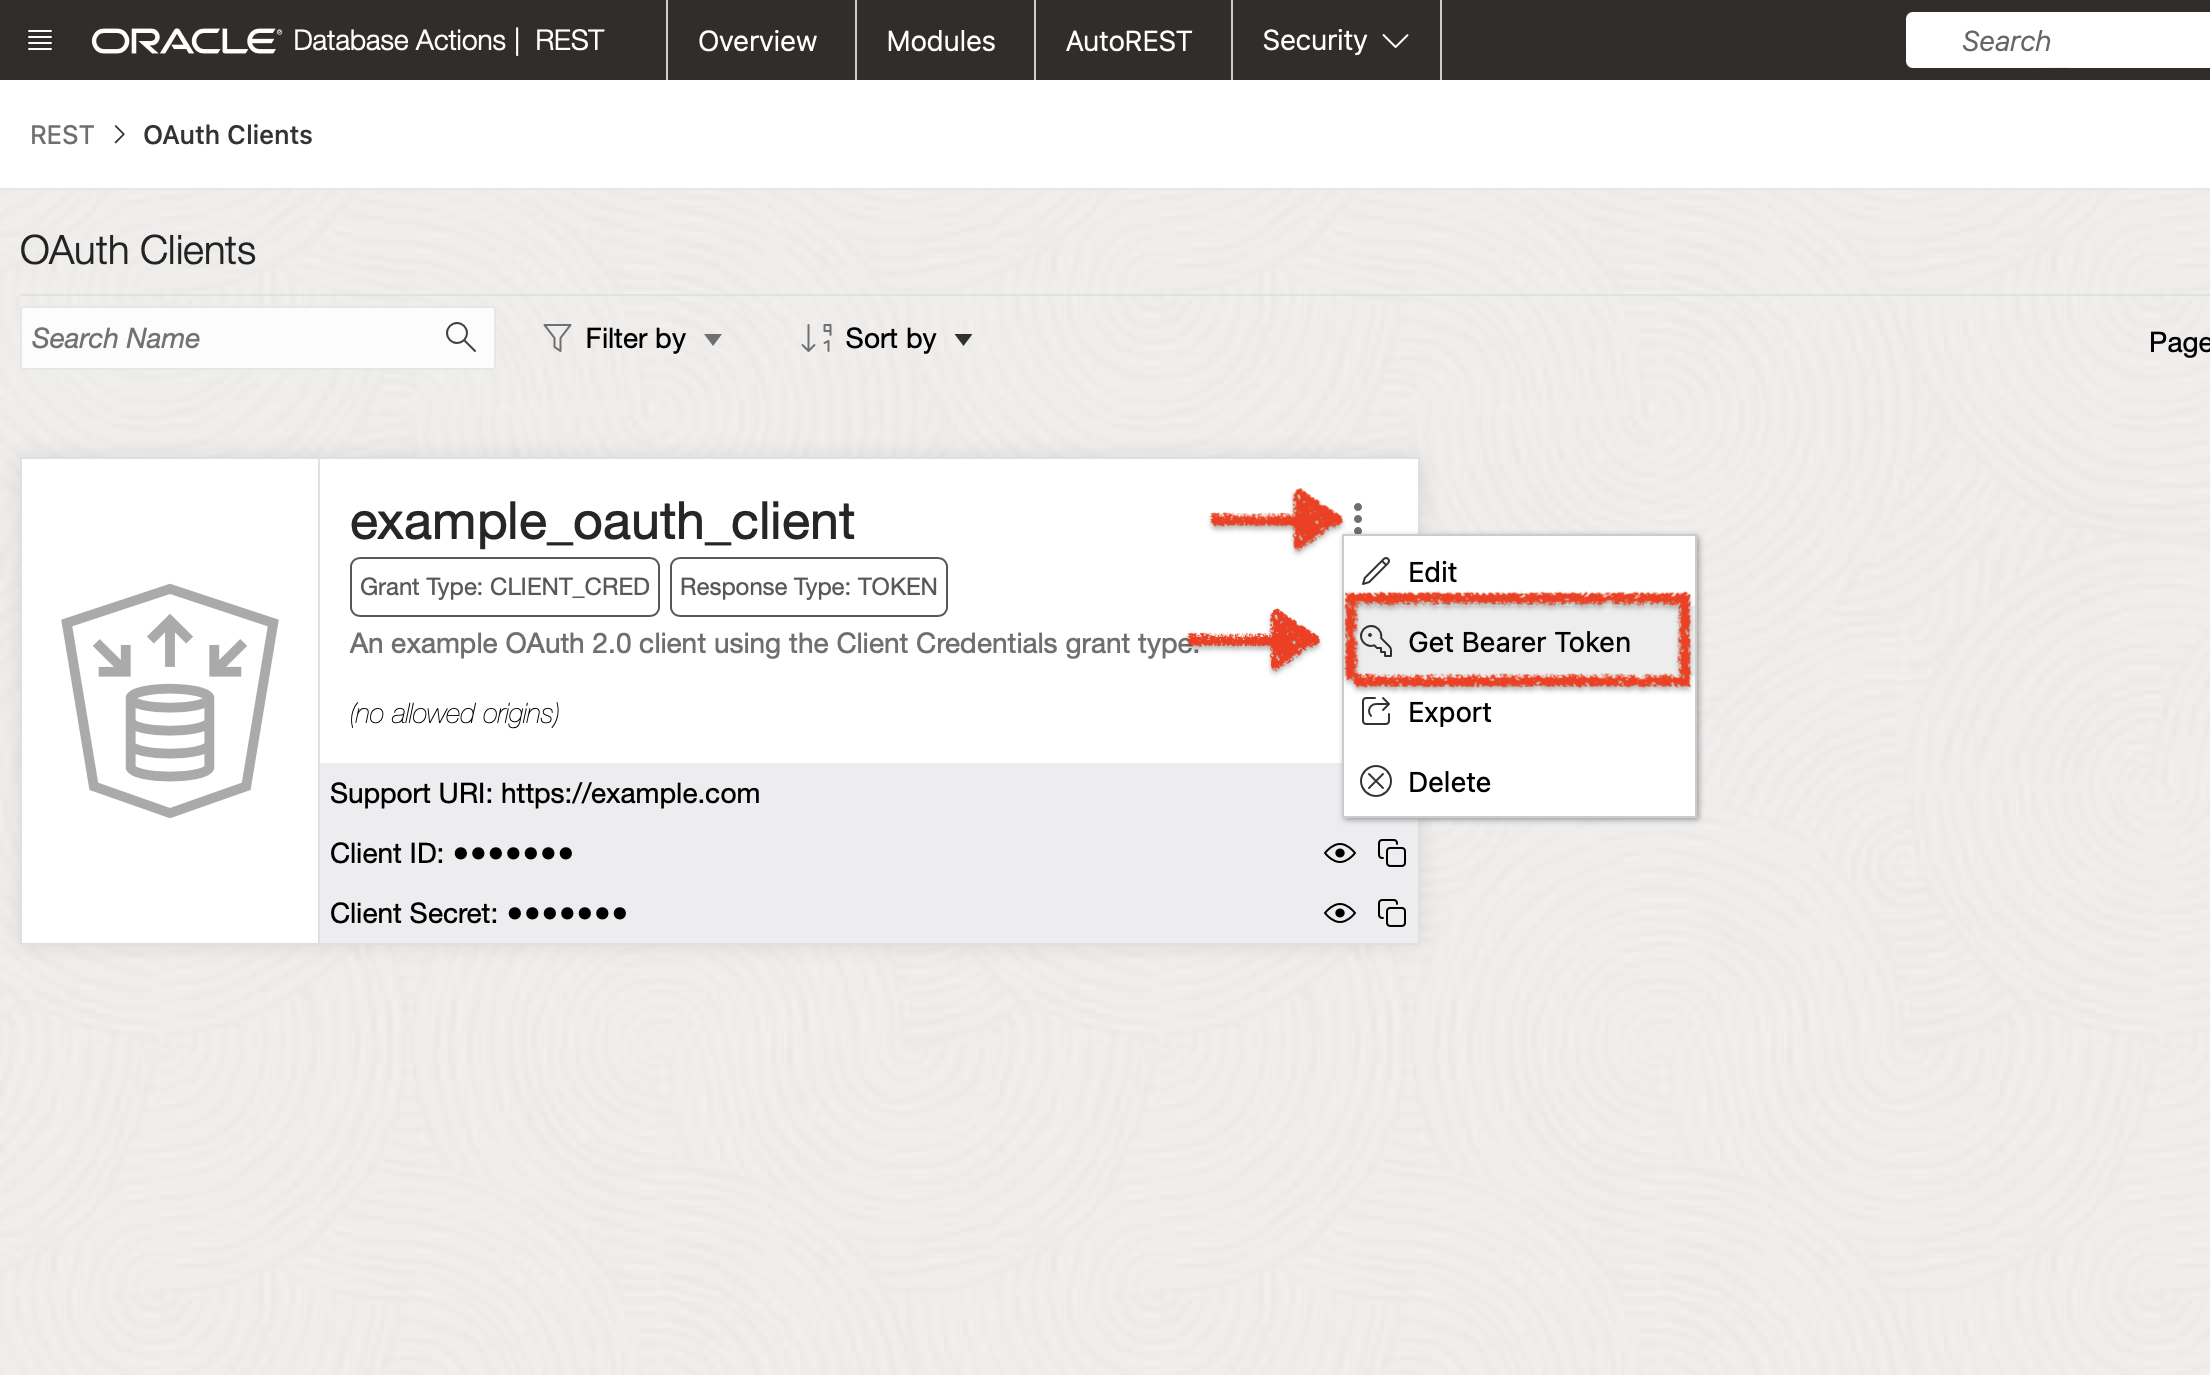 ORACLE Database Actions | REST
Overview
Modules
AutoREST
Security
Search
REST > OAuth Clients
OAuth Clients
Search Name
Filter by
Sort by
Page
example_oauth_client
Grant Type: CLIENT_CRED
Response Type: TOKEN
An example OAuth 2.0 client using the Client Credentials grant type.
(no allowed origins)
Edit
Get Bearer Token
Export
Delete
Support URI: https://example.com
Client ID: •••••••
Client Secret: •••••••